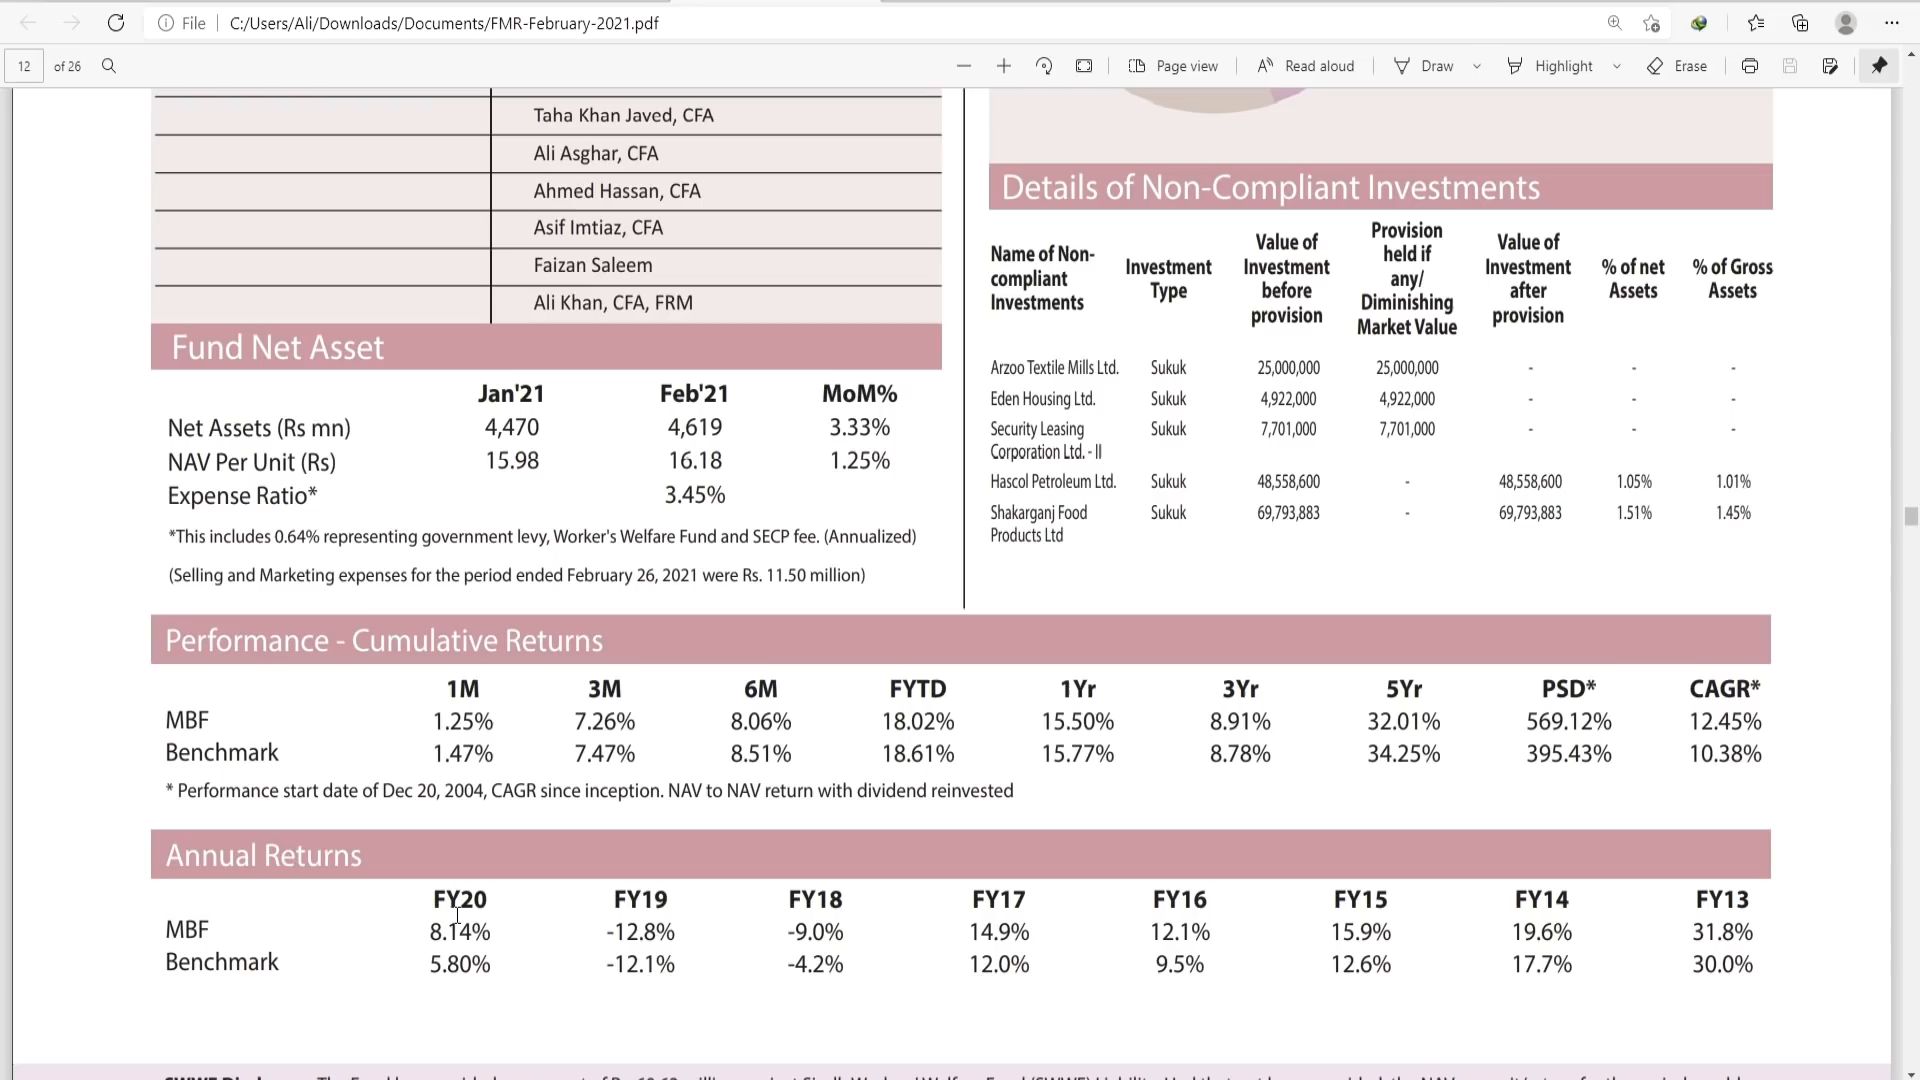 File
C:/Users/Ali/Downloads/Documents/FMR-February-2021.pdf
12 of 26
Page view
Read aloud
Draw
Highlight
Erase
Taha Khan Javed, CFA
Ali Asghar, CFA
Ahmed Hassan, CFA
Asif Imtiaz, CFA
Faizan Saleem
Ali Khan, CFA, FRM
Fund Net Asset
Jan'21 Feb'21 MoM%
Net Assets (Rs mn) 4,470 4,619 3.33%
NAV Per Unit (Rs) 15.98 16.18 1.25%
Expense Ratio* 3.45%
*This includes 0.64% representing government levy, Worker's Welfare Fund and SECP fee. (Annualized)
(Selling and Marketing expenses for the period ended February 26, 2021 were Rs. 11.50 million)
Details of Non-Compliant Investments
Name of Non-
compliant
Investments
Investment
Type
Value of
Investment
before
provision
Provision
held if
any/
Diminishing
Market Value
Value of
Investment
after
provision
% of net
Assets
% of Gross
Assets
Arzoo Textile Mills Ltd. Sukuk 25,000,000 25,000,000 - - -
Eden Housing Ltd. Sukuk 4,922,000 4,922,000 - - -
Security Leasing Sukuk 7,701,000 7,701,000 - - -
Corporation Ltd. - II
Hascol Petroleum Ltd. Sukuk 48,558,600 - 48,558,600 1.05% 1.01%
Shakarganj Food Sukuk 69,793,883 - 69,793,883 1.51% 1.45%
Products Ltd
Performance - Cumulative Returns
1M 3M 6M FYTD 1Yr 3Yr 5Yr PSD* CAGR*
MBF 1.25% 7.26% 8.06% 18.02% 15.50% 8.91% 32.01% 569.12% 12.45%
Benchmark 1.47% 7.47% 8.51% 18.61% 15.77% 8.78% 34.25% 395.43% 10.38%
* Performance start date of Dec 20, 2004, CAGR since inception. NAV to NAV return with dividend reinvested
Annual Returns
FY20 FY19 FY18 FY17 FY16 FY15 FY14 FY13
MBF 8.14% -12.8% -9.0% 14.9% 12.1% 15.9% 19.6% 31.8%
Benchmark 5.80% -12.1% -4.2% 12.0% 9.5% 12.6% 17.7% 30.0%